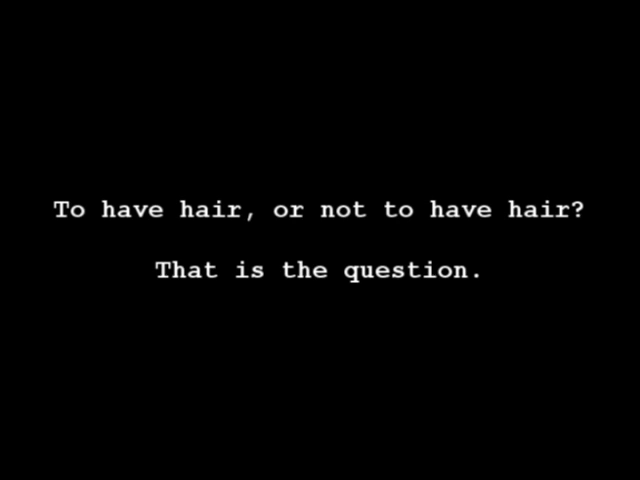 To have hair, or not to have hair?
That is the question.